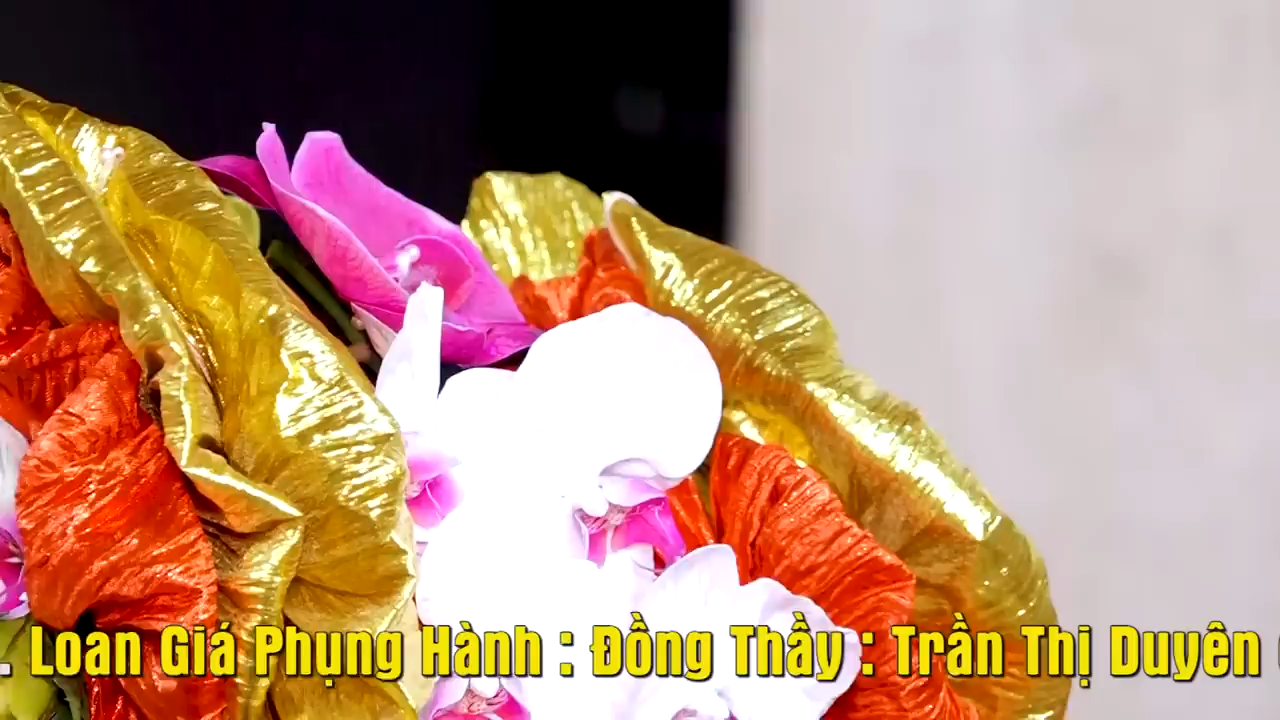 . Loan Giá Phụng Hành : Đồng Thầy : Trần Thị Duyên